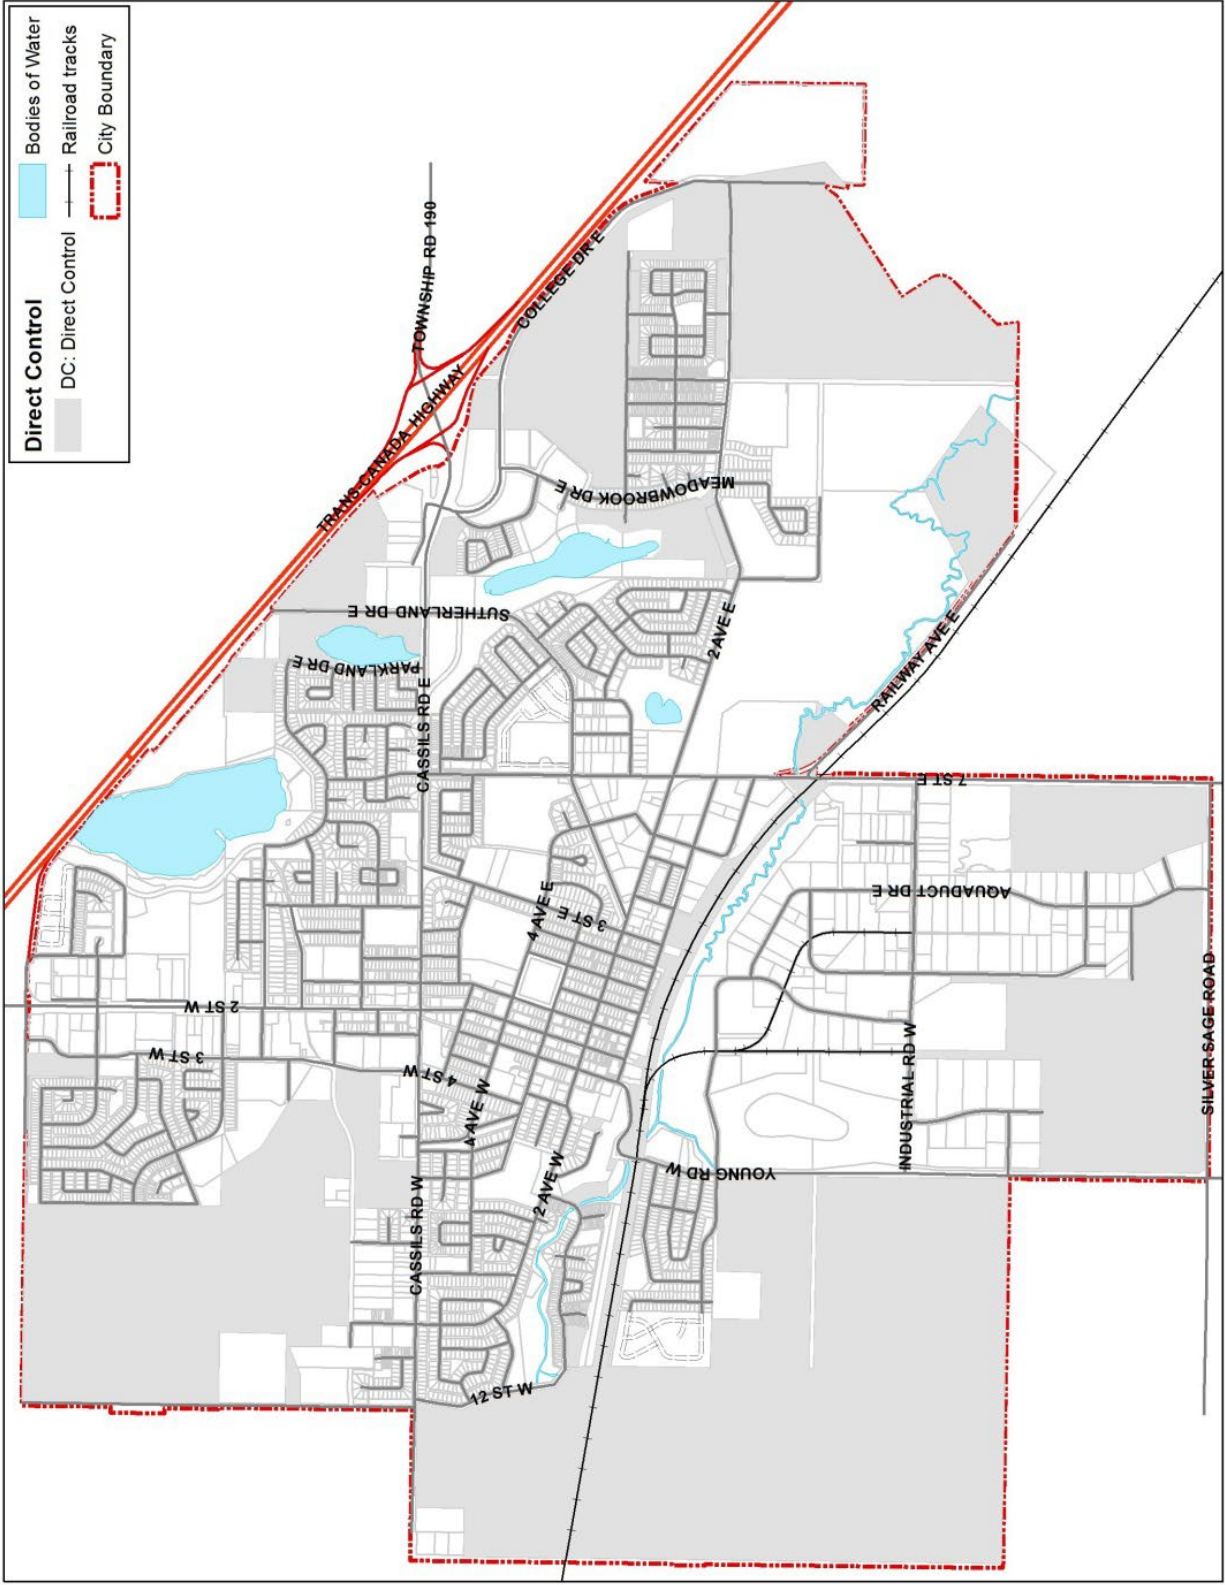 Direct Control
DC: Direct Control
Bodies of Water
Railroad tracks
City Boundary
TOWNSHIP RD 190
COLLEGE DR E
TRANS-CANADA HIGHWAY
MEADOWBROOK DR E
SUTHERLAND DR E
PARKLAND DR E
2 AVE E
RAILWAY AVE E
CASSILS RD E
7 ST E
4 AVE E
3 ST E
AQUADUCT DR E
2 ST W
3 ST W
4 ST W
4 AVE W
INDUSTRIAL RD W
SILVER SAGE ROAD
YOUNG RD W
2 AVE W
CASSILS RD W
12 ST W